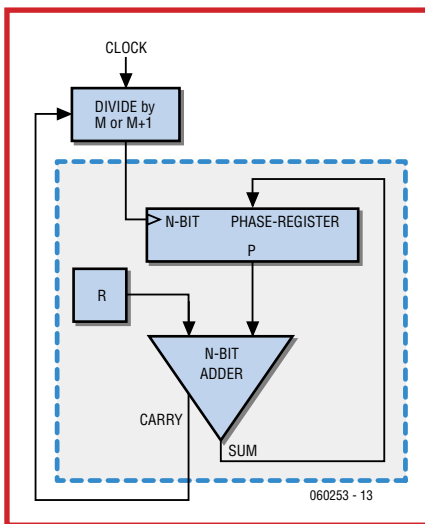 CLOCK
DIVIDE by
M or M+1
N-BIT PHASE-REGISTER
P
R
N-BIT
ADDER
CARRY
SUM
060253 - 13